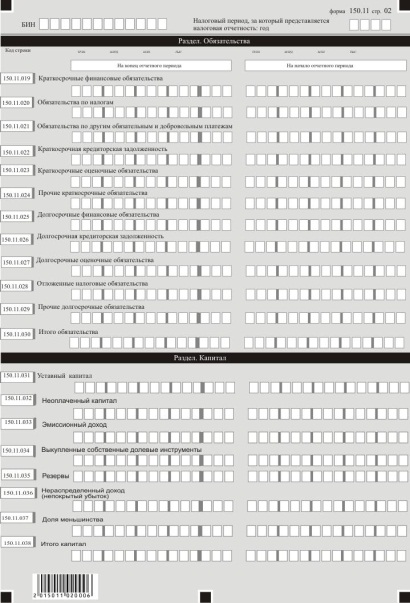 форма 150.11 стр. 02
БИН
Налоговый период, за который представляется
налоговая отчетность: год
Раздел. Обязательства
Код строки
На конец отчетного периода
На начало отчетного периода
150.11.019 Краткосрочные финансовые обязательства
150.11.020 Обязательства по налогам
150.11.021 Обязательства по другим обязательным и добровольным платежам
150.11.022 Краткосрочная кредиторская задолженность
150.11.023 Краткосрочные оценочные обязательства
150.11.024 Прочие краткосрочные обязательства
150.11.025 Долгосрочные финансовые обязательства
150.11.026 Долгосрочная кредиторская задолженность
150.11.027 Долгосрочные оценочные обязательства
150.11.028 Отложенные налоговые обязательства
150.11.029 Прочие долгосрочные обязательства
150.11.030 Итого обязательства
Раздел. Капитал
150.11.031 Уставный капитал
150.11.032 Неоплаченный капитал
150.11.033 Эмиссионный доход
150.11.034 Выкупленные собственные долевые инструменты
150.11.035 Резервы
150.11.036 Нераспределенный доход
(непокрытый убыток)
150.11.037 Доля меньшинства
150.11.038 Итого капитал
2015011020006